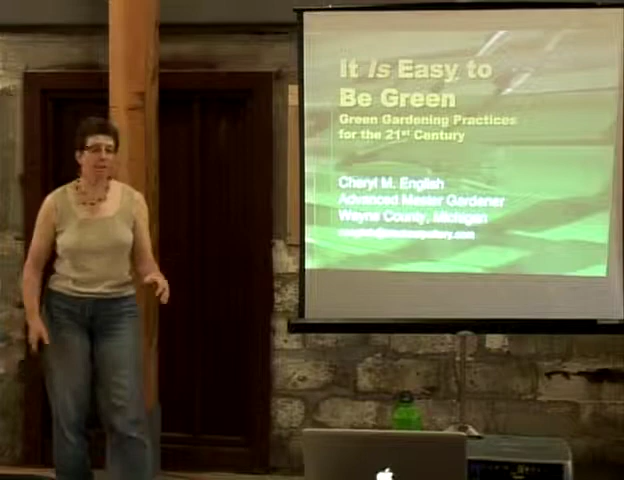 It Is Easy to
Be Green
Green Gardening Practices
for the 21st Century
Cheryl M. English
Advanced Master Gardener
Wayne County, Michigan